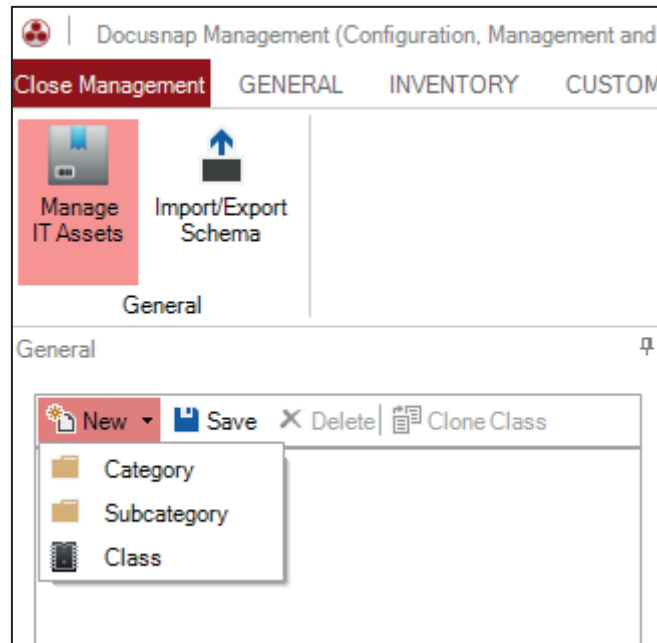 Docusnap Management (Configuration, Management and
Close Management GENERAL INVENTORY CUSTOM
Manage IT Assets
Import/Export Schema
General
General
New Save Delete Clone Class
Category
Subcategory
Class